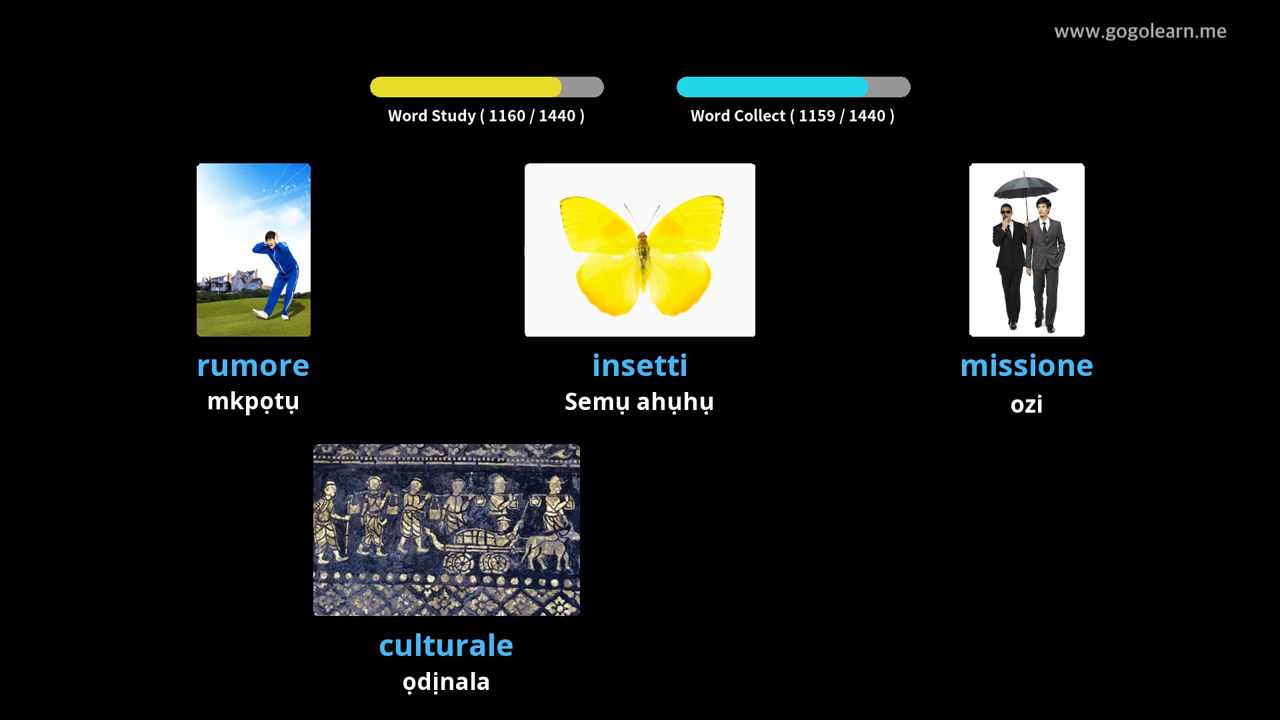 www.gogolearn.me
Word Study ( 1160 / 1440 )
Word Collect ( 1159 / 1440 )
rumore
mkpọtụ
insetti
Semụ ahụhụ
missione
ozi
culturale
ọdịnala